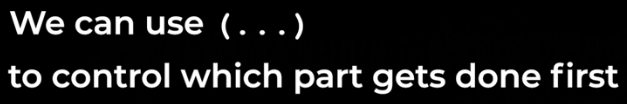 We can use (...)
to control which part gets done first